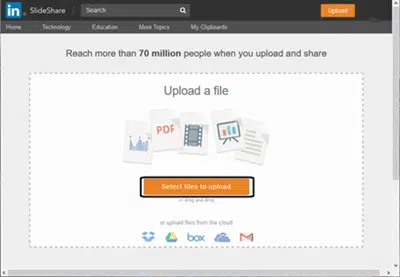 in SlideShare Search Upload
Home Technology Education More Topics My Clipboards
Reach more than 70 million people when you upload and share
Upload a file
PDF
Select files to upload
or drag and drop
or upload files from the cloud
box